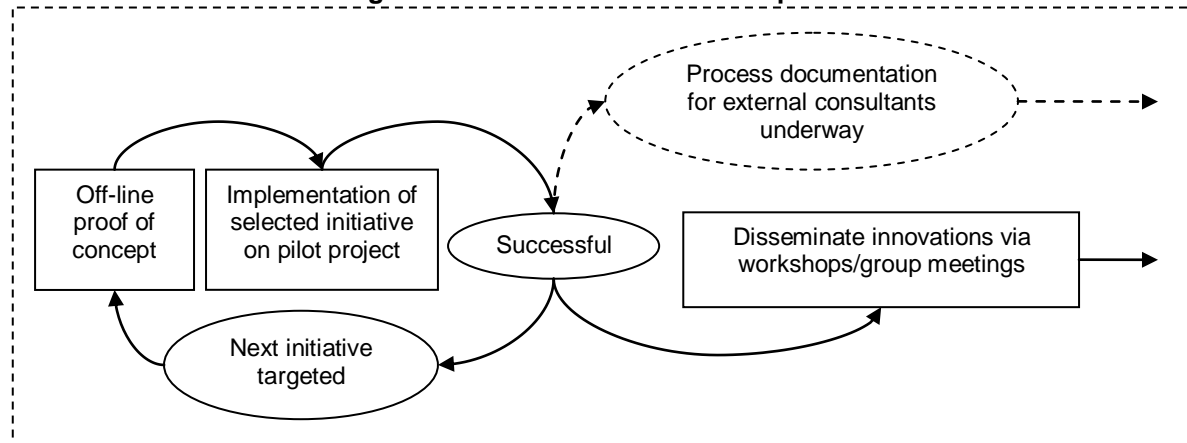 Process documentation
for external consultants
underway
Off-line
proof of
concept
Implementation of
selected initiative
on pilot project
Successful
Disseminate innovations via
workshops/group meetings
Next initiative
targeted